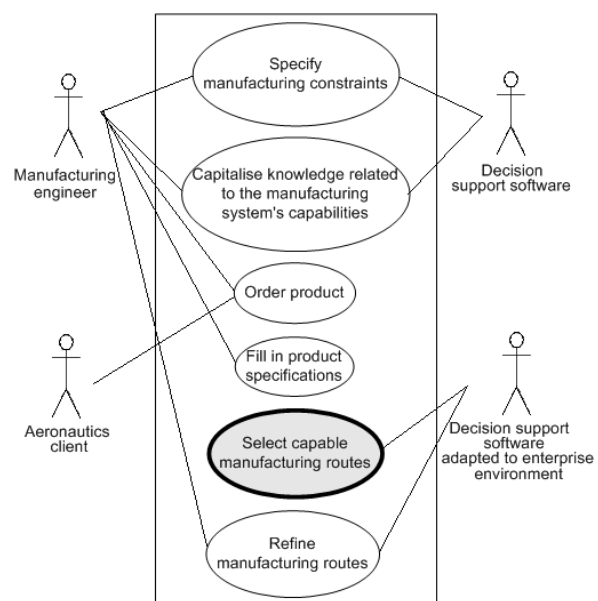 Specify
manufacturing constraints
Manufacturing
engineer
Capitalise knowledge related
to the manufacturing
system's capabilities
Decision
support software
Order product
Fill in product
specifications
Aeronautics
client
Select capable
manufacturing routes
Decision support
software
adapted to enterprise
environment
Refine
manufacturing routes